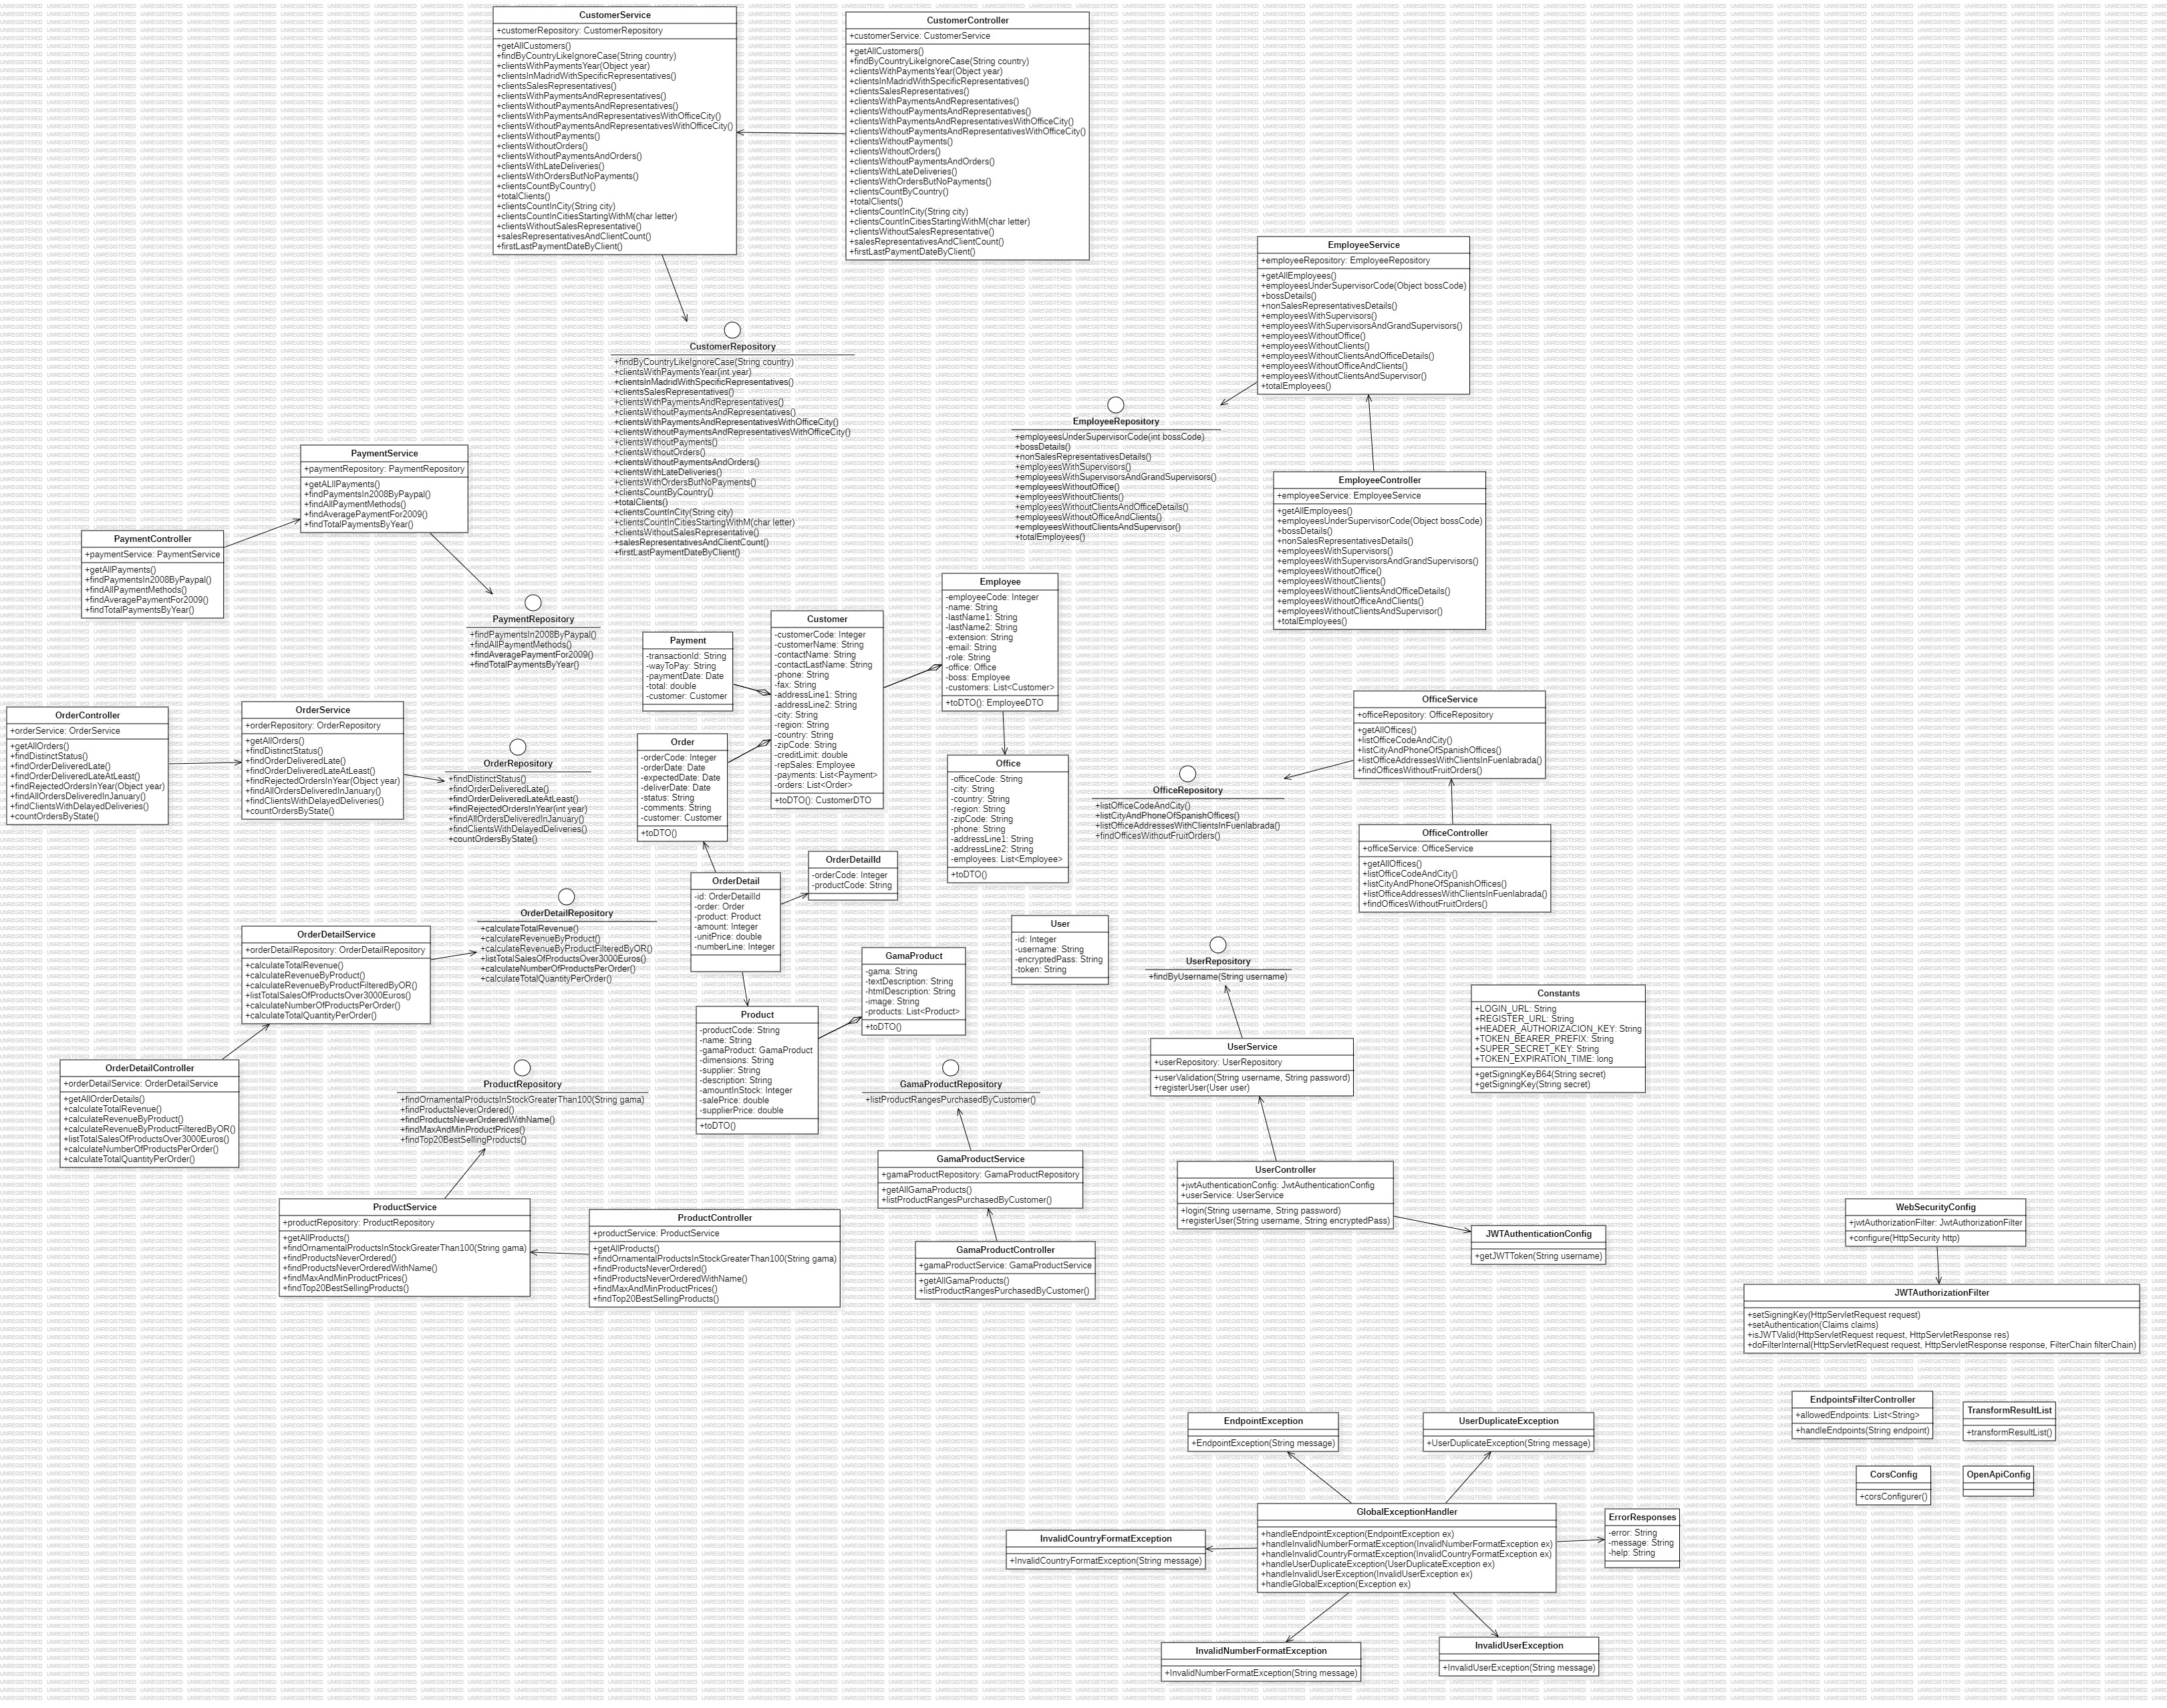 CustomerService
+customerRepository: CustomerRepository
+getAllCustomers()
+findByCountryLikeIgnoreCase(String country)
+clientsWithPaymentsYear(Object year)
+clientsInMadridWithSpecificRepresentatives()
+clientsSalesRepresentatives()
+clientsWithPaymentsAndRepresentatives()
+clientsWithoutPaymentsAndRepresentatives()
+clientsWithPaymentsAndRepresentativesWithOfficeCity()
+clientsWithoutPaymentsAndRepresentativesWithOfficeCity()
+clientsWithoutPayments()
+clientsWithoutOrders()
+clientsWithoutPaymentsAndOrders()
+clientsWithLateDeliveries()
+clientsWithOrdersButNoPayments()
+clientsCountByCountry()
+totalClients()
+clientsCountInCity(String city)
+clientsCountInCitiesStartingWithM(char letter)
+clientsWithoutSalesRepresentative()
+salesRepresentativesAndClientCount()
+firstLastPaymentDateByClient()
CustomerController
+customerService: CustomerService
+getAllCustomers()
+findByCountryLikeIgnoreCase(String country)
+clientsWithPaymentsYear(Object year)
+clientsInMadridWithSpecificRepresentatives()
+clientsSalesRepresentatives()
+clientsWithPaymentsAndRepresentatives()
+clientsWithoutPaymentsAndRepresentatives()
+clientsWithPaymentsAndRepresentativesWithOfficeCity()
+clientsWithoutPaymentsAndRepresentativesWithOfficeCity()
+clientsWithoutPayments()
+clientsWithoutOrders()
+clientsWithoutPaymentsAndOrders()
+clientsWithLateDeliveries()
+clientsWithOrdersButNoPayments()
+clientsCountByCountry()
+totalClients()
+clientsCountInCity(String city)
+clientsCountInCitiesStartingWithM(char letter)
+clientsWithoutSalesRepresentative()
+salesRepresentativesAndClientCount()
+firstLastPaymentDateByClient()
EmployeeService
+employeeRepository: EmployeeRepository
+getAllEmployees()
+employeesUnderSupervisorCode(Object bossCode)
+bossDetails()
+nonSalesRepresentativesDetails()
+employeesWithSupervisors()
+employeesWithSupervisorsAndGrandSupervisors()
+employeesWithoutOffice()
+employeesWithoutClients()
+employeesWithoutClientsAndOfficeDetails()
+employeesWithoutOfficeAndClients()
+employeesWithoutClientsAndSupervisor()
+totalEmployees()
CustomerRepository
+findByCountryLikeIgnoreCase(String country)
+clientsWithPaymentsYear(int year)
+clientsInMadridWithSpecificRepresentatives()
+clientsSalesRepresentatives()
+clientsWithPaymentsAndRepresentatives()
+clientsWithoutPaymentsAndRepresentatives()
+clientsWithPaymentsAndRepresentativesWithOfficeCity()
+clientsWithoutPaymentsAndRepresentativesWithOfficeCity()
+clientsWithoutPayments()
+clientsWithoutOrders()
+clientsWithoutPaymentsAndOrders()
+clientsWithLateDeliveries()
+clientsWithOrdersButNoPayments()
+clientsCountByCountry()
+totalClients()
+clientsCountInCity(String city)
+clientsCountInCitiesStartingWithM(char letter)
+clientsWithoutSalesRepresentative()
+salesRepresentativesAndClientCount()
+firstLastPaymentDateByClient()
EmployeeRepository
+employeesUnderSupervisorCode(int bossCode)
+bossDetails()
+nonSalesRepresentativesDetails()
+employeesWithSupervisors()
+employeesWithSupervisorsAndGrandSupervisors()
+employeesWithoutOffice()
+employeesWithoutClients()
+employeesWithoutClientsAndOfficeDetails()
+employeesWithoutOfficeAndClients()
+employeesWithoutClientsAndSupervisor()
+totalEmployees()
EmployeeController
+employeeService: EmployeeService
+getAllEmployees()
+employeesUnderSupervisorCode(Object bossCode)
+bossDetails()
+nonSalesRepresentativesDetails()
+employeesWithSupervisors()
+employeesWithSupervisorsAndGrandSupervisors()
+employeesWithoutOffice()
+employeesWithoutClients()
+employeesWithoutClientsAndOfficeDetails()
+employeesWithoutOfficeAndClients()
+employeesWithoutClientsAndSupervisor()
+totalEmployees()
PaymentService
+paymentRepository: PaymentRepository
+getALllPayments()
+findPaymentsIn2008ByPaypal()
+findAllPaymentMethods()
+findAveragePaymentFor2009()
+findTotalPaymentsByYear()
PaymentController
+paymentService: PaymentService
+getAllPayments()
+findPaymentsIn2008ByPaypal()
+findAllPaymentMethods()
+findAveragePaymentFor2009()
+findTotalPaymentsByYear()
PaymentRepository
+findPaymentsIn2008ByPaypal()
+findAllPaymentMethods()
+findAveragePaymentFor2009()
+findTotalPaymentsByYear()
Payment
-transactionId: String
-wayToPay: String
-paymentDate: Date
-total: double
-customer: Customer
Customer
-customerCode: Integer
-customerName: String
-contactName: String
-contactLastName: String
-phone: String
-fax: String
-addressLine1: String
-addressLine2: String
-city: String
-region: String
-country: String
-zipCode: String
-creditLimit: double
-repSales: Employee
-payments: List<Payment>
-orders: List<Order>
+toDTO(): CustomerDTO
Employee
-employeeCode: Integer
-name: String
-lastName1: String
-lastName2: String
-extension: String
-email: String
-role: String
-office: Office
-boss: Employee
-customers: List<Customer>
+toDTO(): EmployeeDTO
OrderController
+orderService: OrderService
+getAllOrders()
+findDistinctStatus()
+findOrderDeliveredLate()
+findOrderDeliveredLateAtLeast()
+findRejectedOrdersInYear(Object year)
+findAllOrdersDeliveredInJanuary()
+findClientsWithDelayedDeliveries()
+countOrdersByState()
OrderService
+orderRepository: OrderRepository
+getAllOrders()
+findDistinctStatus()
+findOrderDeliveredLate()
+findOrderDeliveredLateAtLeast()
+findRejectedOrdersInYear(Object year)
+findAllOrdersDeliveredInJanuary()
+findClientsWithDelayedDeliveries()
+countOrdersByState()
OrderRepository
+findDistinctStatus()
+findOrderDeliveredLate()
+findOrderDeliveredLateAtLeast()
+findRejectedOrdersInYear(int year)
+findAllOrdersDeliveredInJanuary()
+findClientsWithDelayedDeliveries()
+countOrdersByState()
Order
-orderCode: Integer
-orderDate: Date
-expectedDate: Date
-deliverDate: Date
-status: String
-comments: String
-customer: Customer
+toDTO()
Office
-officeCode: String
-city: String
-country: String
-region: String
-zipCode: String
-phone: String
-addressLine1: String
-addressLine2: String
-employees: List<Employee>
+toDTO()
OfficeService
+officeRepository: OfficeRepository
+getAllOffices()
+listOfficeCodeAndCity()
+listCityAndPhoneOfSpanishOffices()
+listOfficeAddressesWithClientsInFuenlabrada()
+findOfficesWithoutFruitOrders()
OfficeRepository
+listOfficeCodeAndCity()
+listCityAndPhoneOfSpanishOffices()
+listOfficeAddressesWithClientsInFuenlabrada()
+findOfficesWithoutFruitOrders()
OfficeController
+officeService: OfficeService
+getAllOffices()
+listOfficeCodeAndCity()
+listCityAndPhoneOfSpanishOffices()
+listOfficeAddressesWithClientsInFuenlabrada()
+findOfficesWithoutFruitOrders()
OrderDetail
-id: OrderDetailId
-order: Order
-product: Product
-amount: Integer
-unitPrice: double
-numberLine: Integer
OrderDetailId
-orderCode: Integer
-productCode: String
OrderDetailRepository
+calculateTotalRevenue()
+calculateRevenueByProduct()
+calculateRevenueByProductFilteredByOR()
+listTotalSalesOfProductsOver3000Euros()
+calculateNumberOfProductsPerOrder()
+calculateTotalQuantityPerOrder()
OrderDetailService
+orderDetailRepository: OrderDetailRepository
+calculateTotalRevenue()
+calculateRevenueByProduct()
+calculateRevenueByProductFilteredByOR()
+listTotalSalesOfProductsOver3000Euros()
+calculateNumberOfProductsPerOrder()
+calculateTotalQuantityPerOrder()
OrderDetailController
+orderDetailService: OrderDetailService
+getAllOrderDetails()
+calculateTotalRevenue()
+calculateRevenueByProduct()
+calculateRevenueByProductFilteredByOR()
+listTotalSalesOfProductsOver3000Euros()
+calculateNumberOfProductsPerOrder()
+calculateTotalQuantityPerOrder()
GamaProduct
-gama: String
-textDescription: String
-htmlDescription: String
-image: String
-products: List<Product>
+toDTO()
User
-id: Integer
-username: String
-encryptedPass: String
-token: String
UserRepository
+findByUsername(String username)
Product
-productCode: String
-name: String
-gamaProduct: GamaProduct
-dimensions: String
-supplier: String
-description: String
-amountInStock: Integer
-salePrice: double
-supplierPrice: double
+toDTO()
UserService
+userRepository: UserRepository
+userValidation(String username, String password)
+registerUser(User user)
Constants
+LOGIN_URL: String
+REGISTER_URL: String
+HEADER_AUTHORIZACION_KEY: String
+TOKEN_BEARER_PREFIX: String
+SUPER_SECRET_KEY: String
+TOKEN_EXPIRATION_TIME: long
+getSigningKeyB64(String secret)
+getSigningKey(String secret)
ProductRepository
+findOrnamentalProductsInStockGreaterThan100(String gama)
+findProductsNeverOrdered()
+findProductsNeverOrderedWithName()
+findMaxAndMinProductPrices()
+findTop20BestSellingProducts()
GamaProductRepository
+listProductRangesPurchasedByCustomer()
GamaProductService
+gamaProductRepository: GamaProductRepository
+getAllGamaProducts()
+listProductRangesPurchasedByCustomer()
UserController
+jwtAuthenticationConfig: JwtAuthenticationConfig
+userService: UserService
+login(String username, String password)
+registerUser(String username, String encryptedPass)
ProductService
+productRepository: ProductRepository
+getAllProducts()
+findOrnamentalProductsInStockGreaterThan100(String gama)
+findProductsNeverOrdered()
+findProductsNeverOrderedWithName()
+findMaxAndMinProductPrices()
+findTop20BestSellingProducts()
ProductController
+productService: ProductService
+getAllProducts()
+findOrnamentalProductsInStockGreaterThan100(String gama)
+findProductsNeverOrdered()
+findProductsNeverOrderedWithName()
+findMaxAndMinProductPrices()
+findTop20BestSellingProducts()
GamaProductController
+gamaProductService: GamaProductService
+getAllGamaProducts()
+listProductRangesPurchasedByCustomer()
JWTAuthenticationConfig
+getJWTToken(String username)
WebSecurityConfig
+jwtAuthorizationFilter: JwtAuthorizationFilter
+configure(HttpSecurity http)
JWTAuthorizationFilter
+setSigningKey(HttpServletRequest request)
+setAuthentication(Claims claims)
+isJWTValid(HttpServletRequest request, HttpServletResponse res)
+doFilterInternal(HttpServletRequest request, HttpServletResponse response, FilterChain filterChain)
EndpointsFilterController
+allowedEndpoints: List<String>
+handleEndpoints(String endpoint)
TransformResultList
+transformResultList()
CorsConfig
+corsConfigurer()
OpenApiConfig
EndpointException
+EndpointException(String message)
UserDuplicateException
+UserDuplicateException(String message)
GlobalExceptionHandler
+handleEndpointException(EndpointException ex)
+handleInvalidNumberFormatException(InvalidNumberFormatException ex)
+handleInvalidCountryFormatException(InvalidCountryFormatException ex)
+handleUserDuplicateException(UserDuplicateException ex)
+handleInvalidUserException(InvalidUserException ex)
+handleGlobalException(Exception ex)
ErrorResponses
-error: String
-message: String
-help: String
InvalidCountryFormatException
+InvalidCountryFormatException(String message)
InvalidNumberFormatException
+InvalidNumberFormatException(String message)
InvalidUserException
+InvalidUserException(String message)
UNREGISTERED